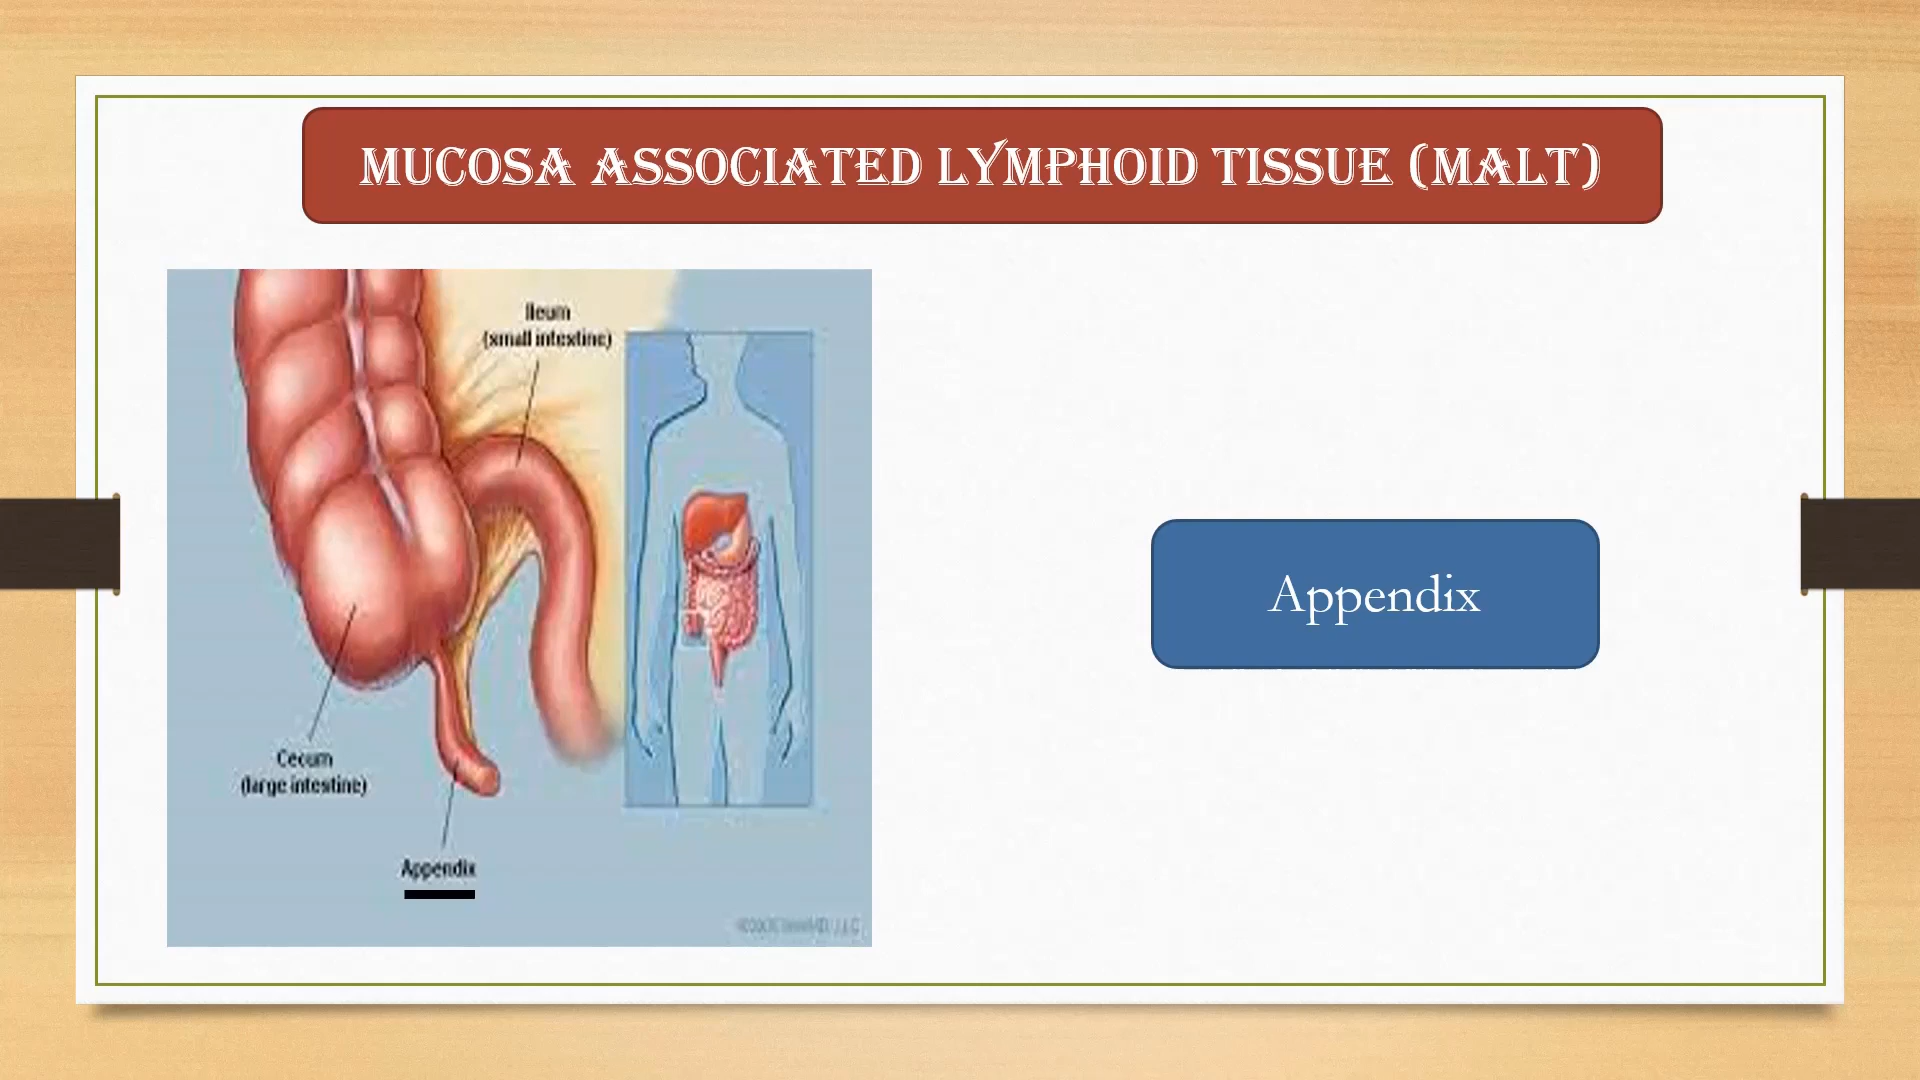 MUCOSA ASSOCIATED LYMPHOID TISSUE (MALT)
Ileum
(small intestine)
Appendix
Cecum
(large intestine)
Appendix